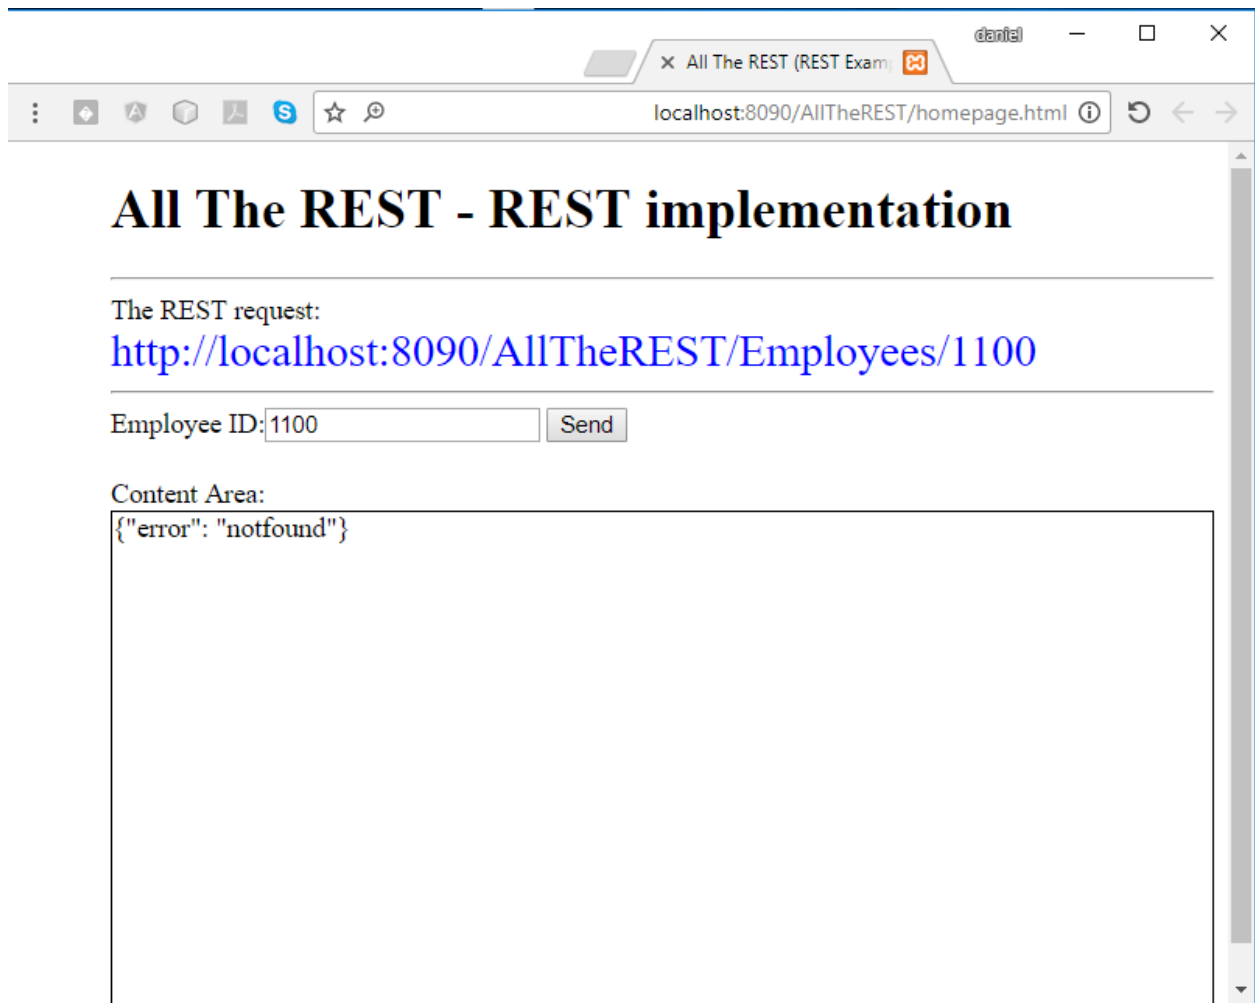 daniel
All The REST (REST Exam
localhost:8090/AllTheREST/homepage.html
All The REST - REST implementation
The REST request:
http://localhost:8090/AllTheREST/Employees/1100
Employee ID: 1100 Send
Content Area:
{"error": "notfound"}